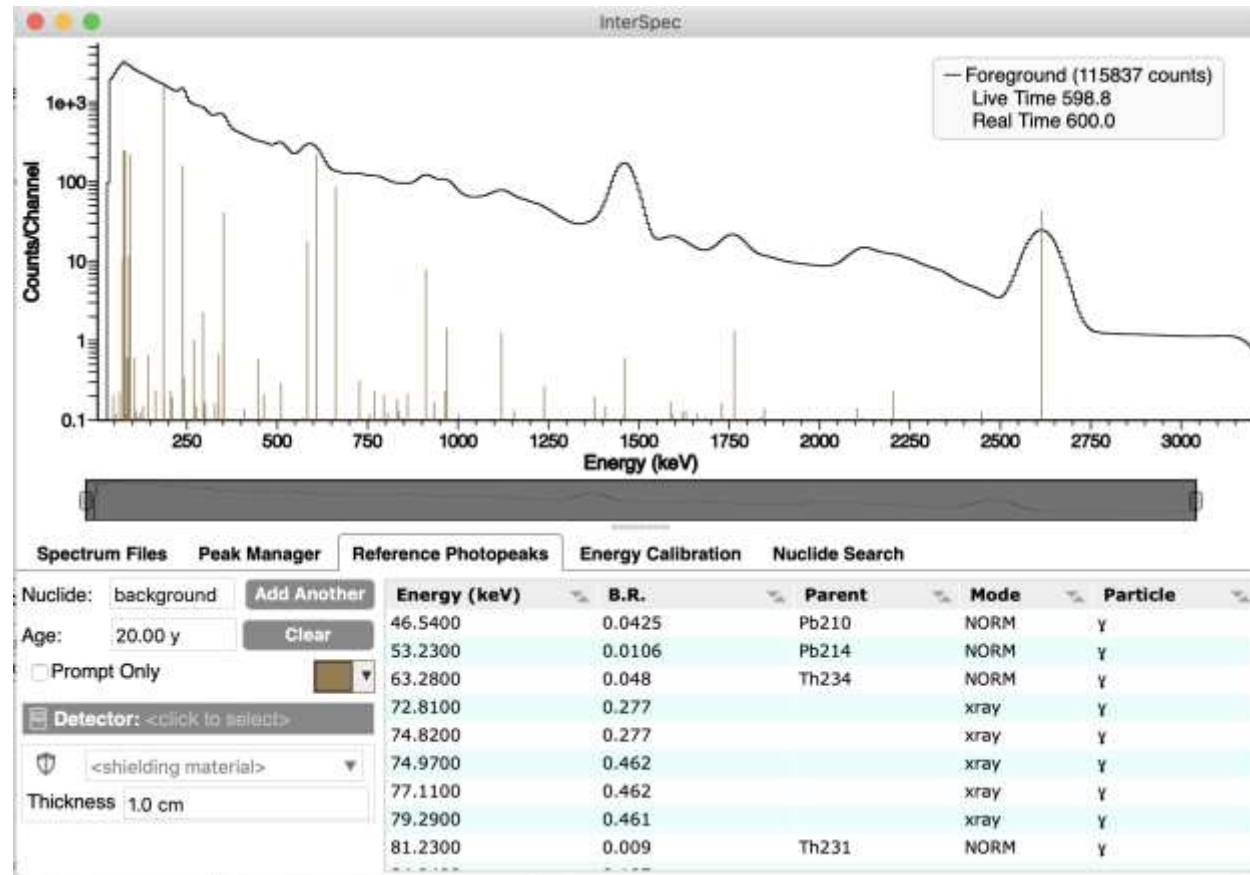 InterSpec
Foreground (115837 counts)
Live Time 598.8
Real Time 600.0
Counts/Channel
1e+3
100
10
1
0.1
250 500 750 1000 1250 1500 1750 2000 2250 2500 2750 3000
Energy (keV)
Spectrum Files Peak Manager Reference Photopeaks Energy Calibration Nuclide Search
Nuclide: background Add Another
Age: 20.00 y Clear
Prompt Only
Detector: <click to select>
<shielding material>
Thickness 1.0 cm
Energy (keV) B.R. Parent Mode Particle
46.5400 0.0425 Pb210 NORM γ
53.2300 0.0106 Pb214 NORM γ
63.2800 0.048 Th234 NORM γ
72.8100 0.277 xray γ
74.8200 0.277 xray γ
74.9700 0.462 xray γ
77.1100 0.462 xray γ
79.2900 0.461 xray γ
81.2300 0.009 Th231 NORM γ